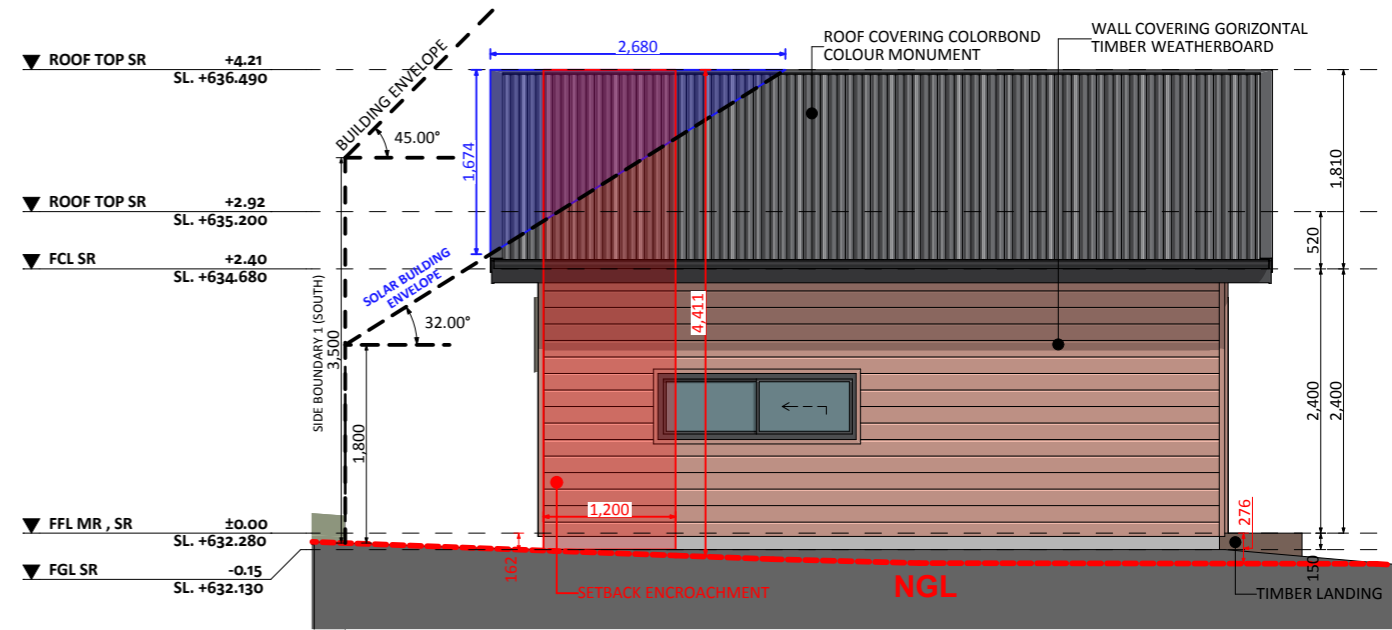 ROOF TOP SR +4.21
SL. +636.490
ROOF TOP SR +2.92
SL. +635.200
FCL SR +2.40
SL. +634.680
FFL MR , SR ±0.00
SL. +632.280
FGL SR -0.15
SL. +632.130
BUILDING ENVELOPE
45.00°
SOLAR BUILDING
ENVELOPE
32.00°
SIDE BOUNDARY 1 (SOUTH)
3,500
1,800
2,680
1,674
ROOF COVERING COLORBOND
COLOUR MONUMENT
WALL COVERING GORIZONTAL
TIMBER WEATHERBOARD
4,411
1,200
162
SETBACK ENCROACHMENT
NGL
1,810
520
2,400
2,400
276
150
TIMBER LANDING